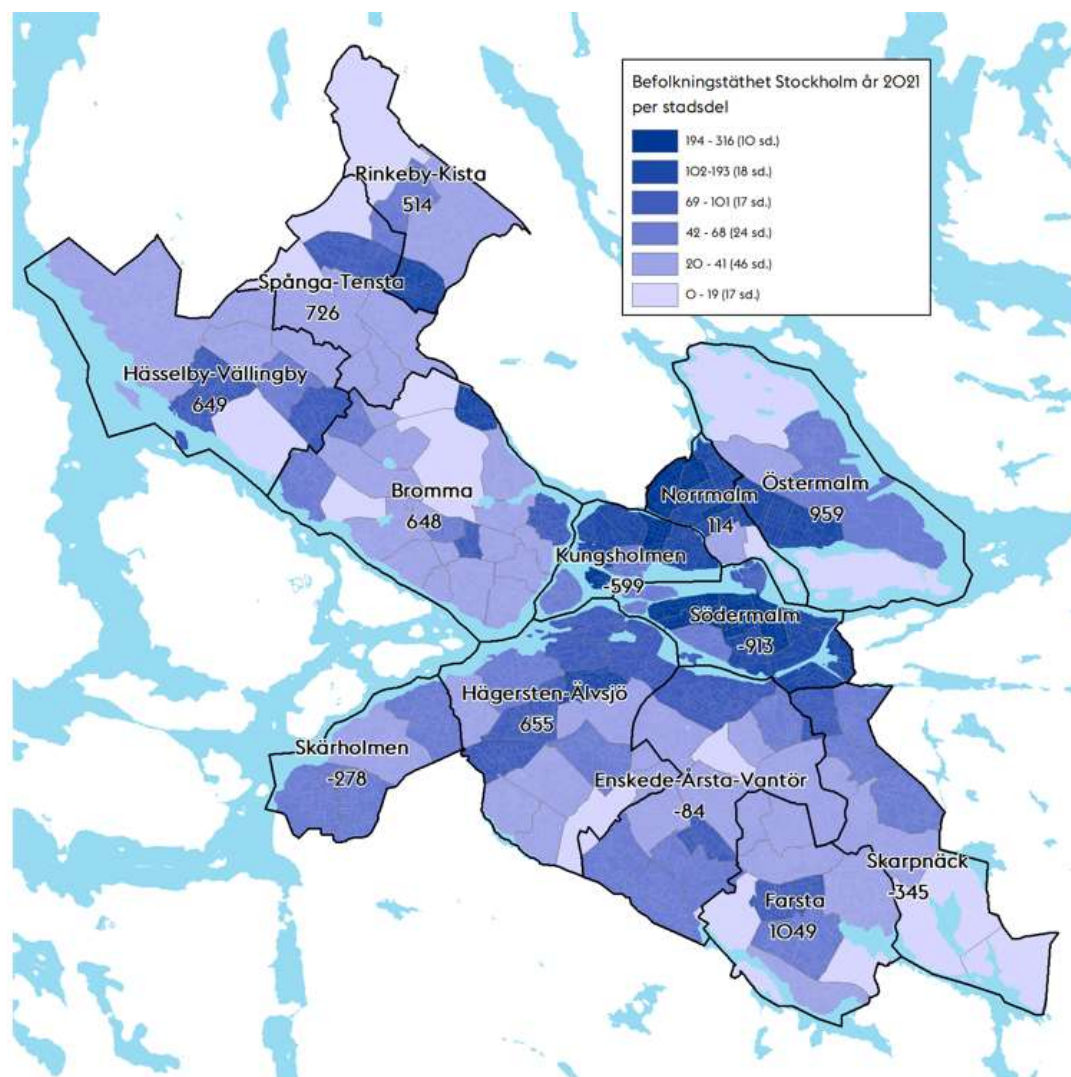 Befolkningstäthet Stockholm år 2021
per stadsdel
194 - 316 (10 sd.)
102-193 (18 sd.)
69 - 101 (17 sd.)
42 - 68 (24 sd.)
20 - 41 (46 sd.)
0 - 19 (17 sd.)
Rinkeby-Kista
514
Spånga-Tensta
726
Hässelby-Vällingby
649
Bromma
648
Norrmalm
114
Östermalm
959
Kungsholmen
-599
Södermalm
-913
Hägersten-Älvsjö
655
Skärholmen
-278
Enskede-Årsta-Vantör
-84
Skarpnäck
-345
Farsta
1049